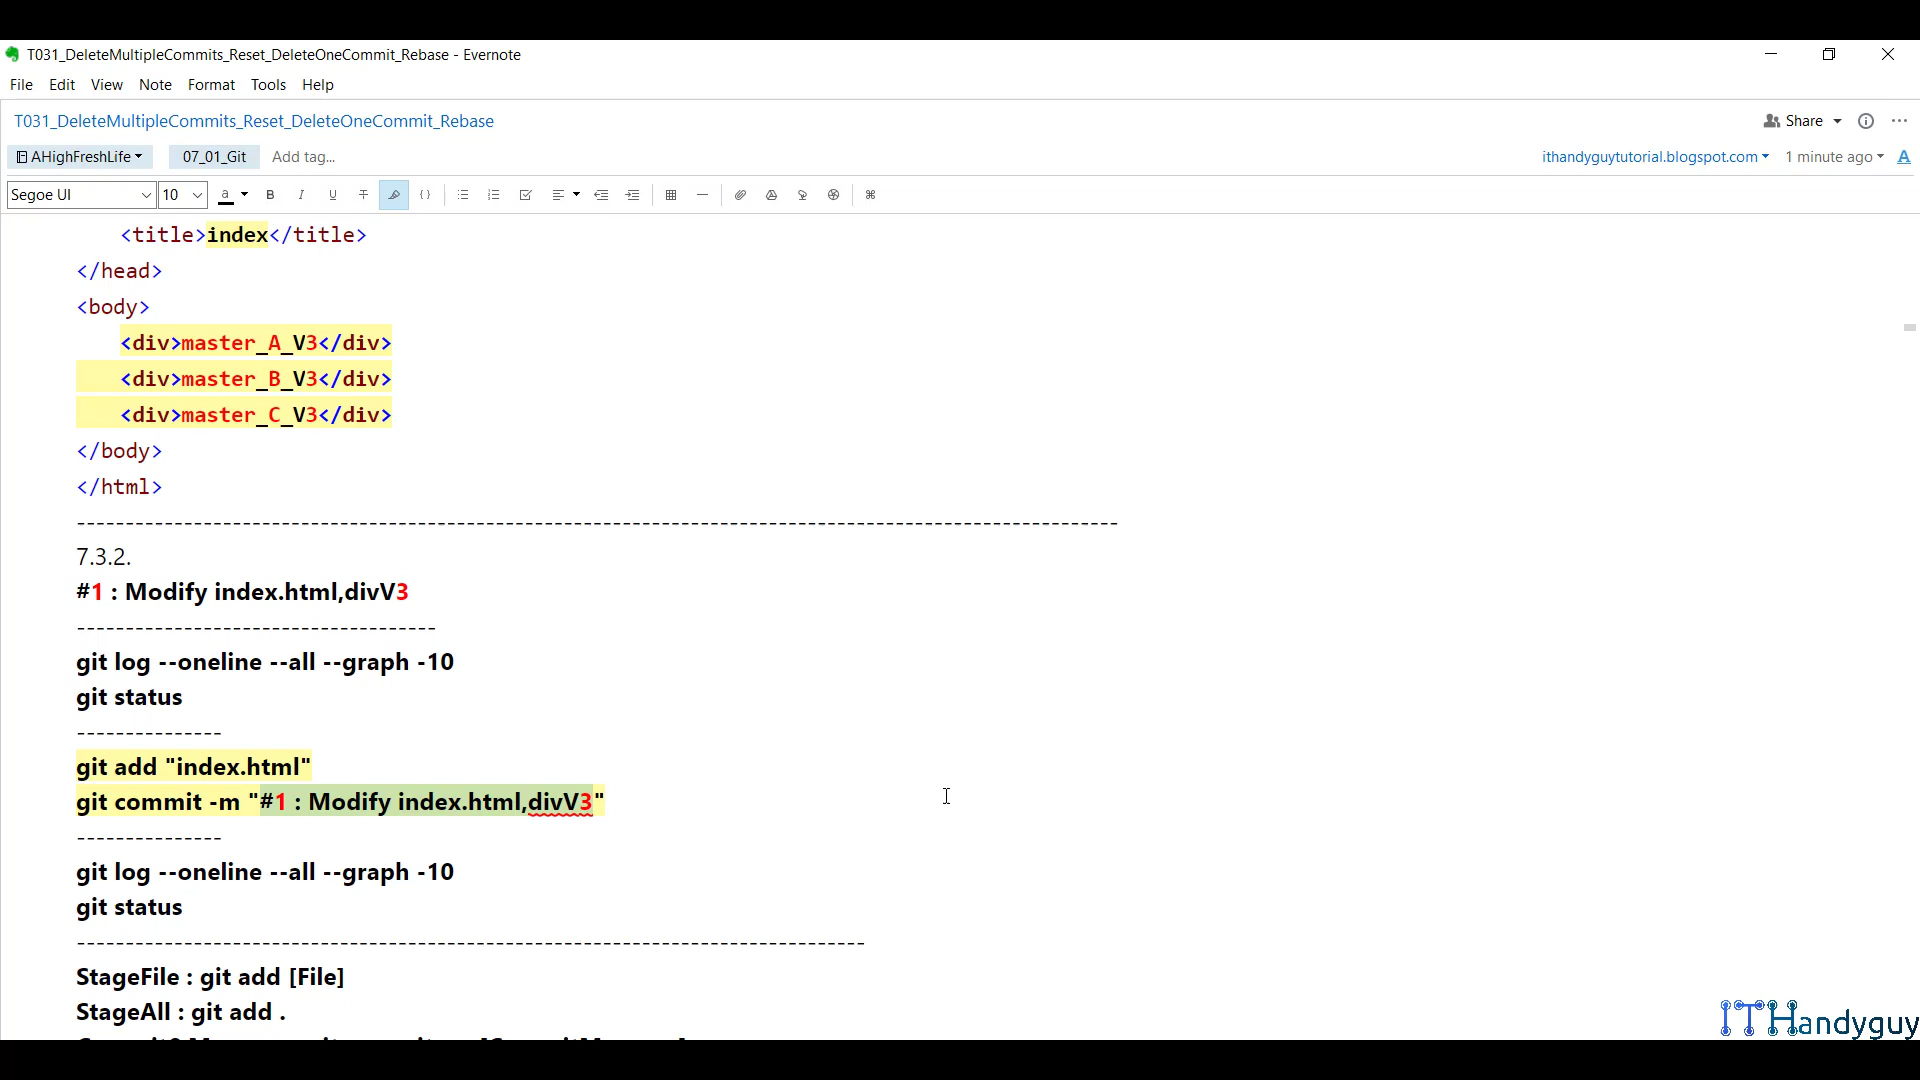 T031_DeleteMultipleCommits_Reset_DeleteOneCommit_Rebase - Evernote
File Edit View Note Format Tools Help
T031_DeleteMultipleCommits_Reset_DeleteOneCommit_Rebase
Share
AHighFreshLife 07_01_Git Add tag...
ithandyguytutorial.blogspot.com 1 minute ago A
Segoe UI 10 a B I U T {}
<title>index</title>
</head>
<body>
<div>master_A_V3</div>
<div>master_B_V3</div>
<div>master_C_V3</div>
</body>
</html>
-----------------------------------------------------------------------------------------------------------
7.3.2.
#1 : Modify index.html,divV3
-------------------------------------
git log --oneline --all --graph -10
git status
---------------
git add "index.html"
git commit -m "#1 : Modify index.html,divV3"
---------------
git log --oneline --all --graph -10
git status
---------------------------------------------------------------------------------
StageFile : git add [File]
StageAll : git add .
ITHandyguy